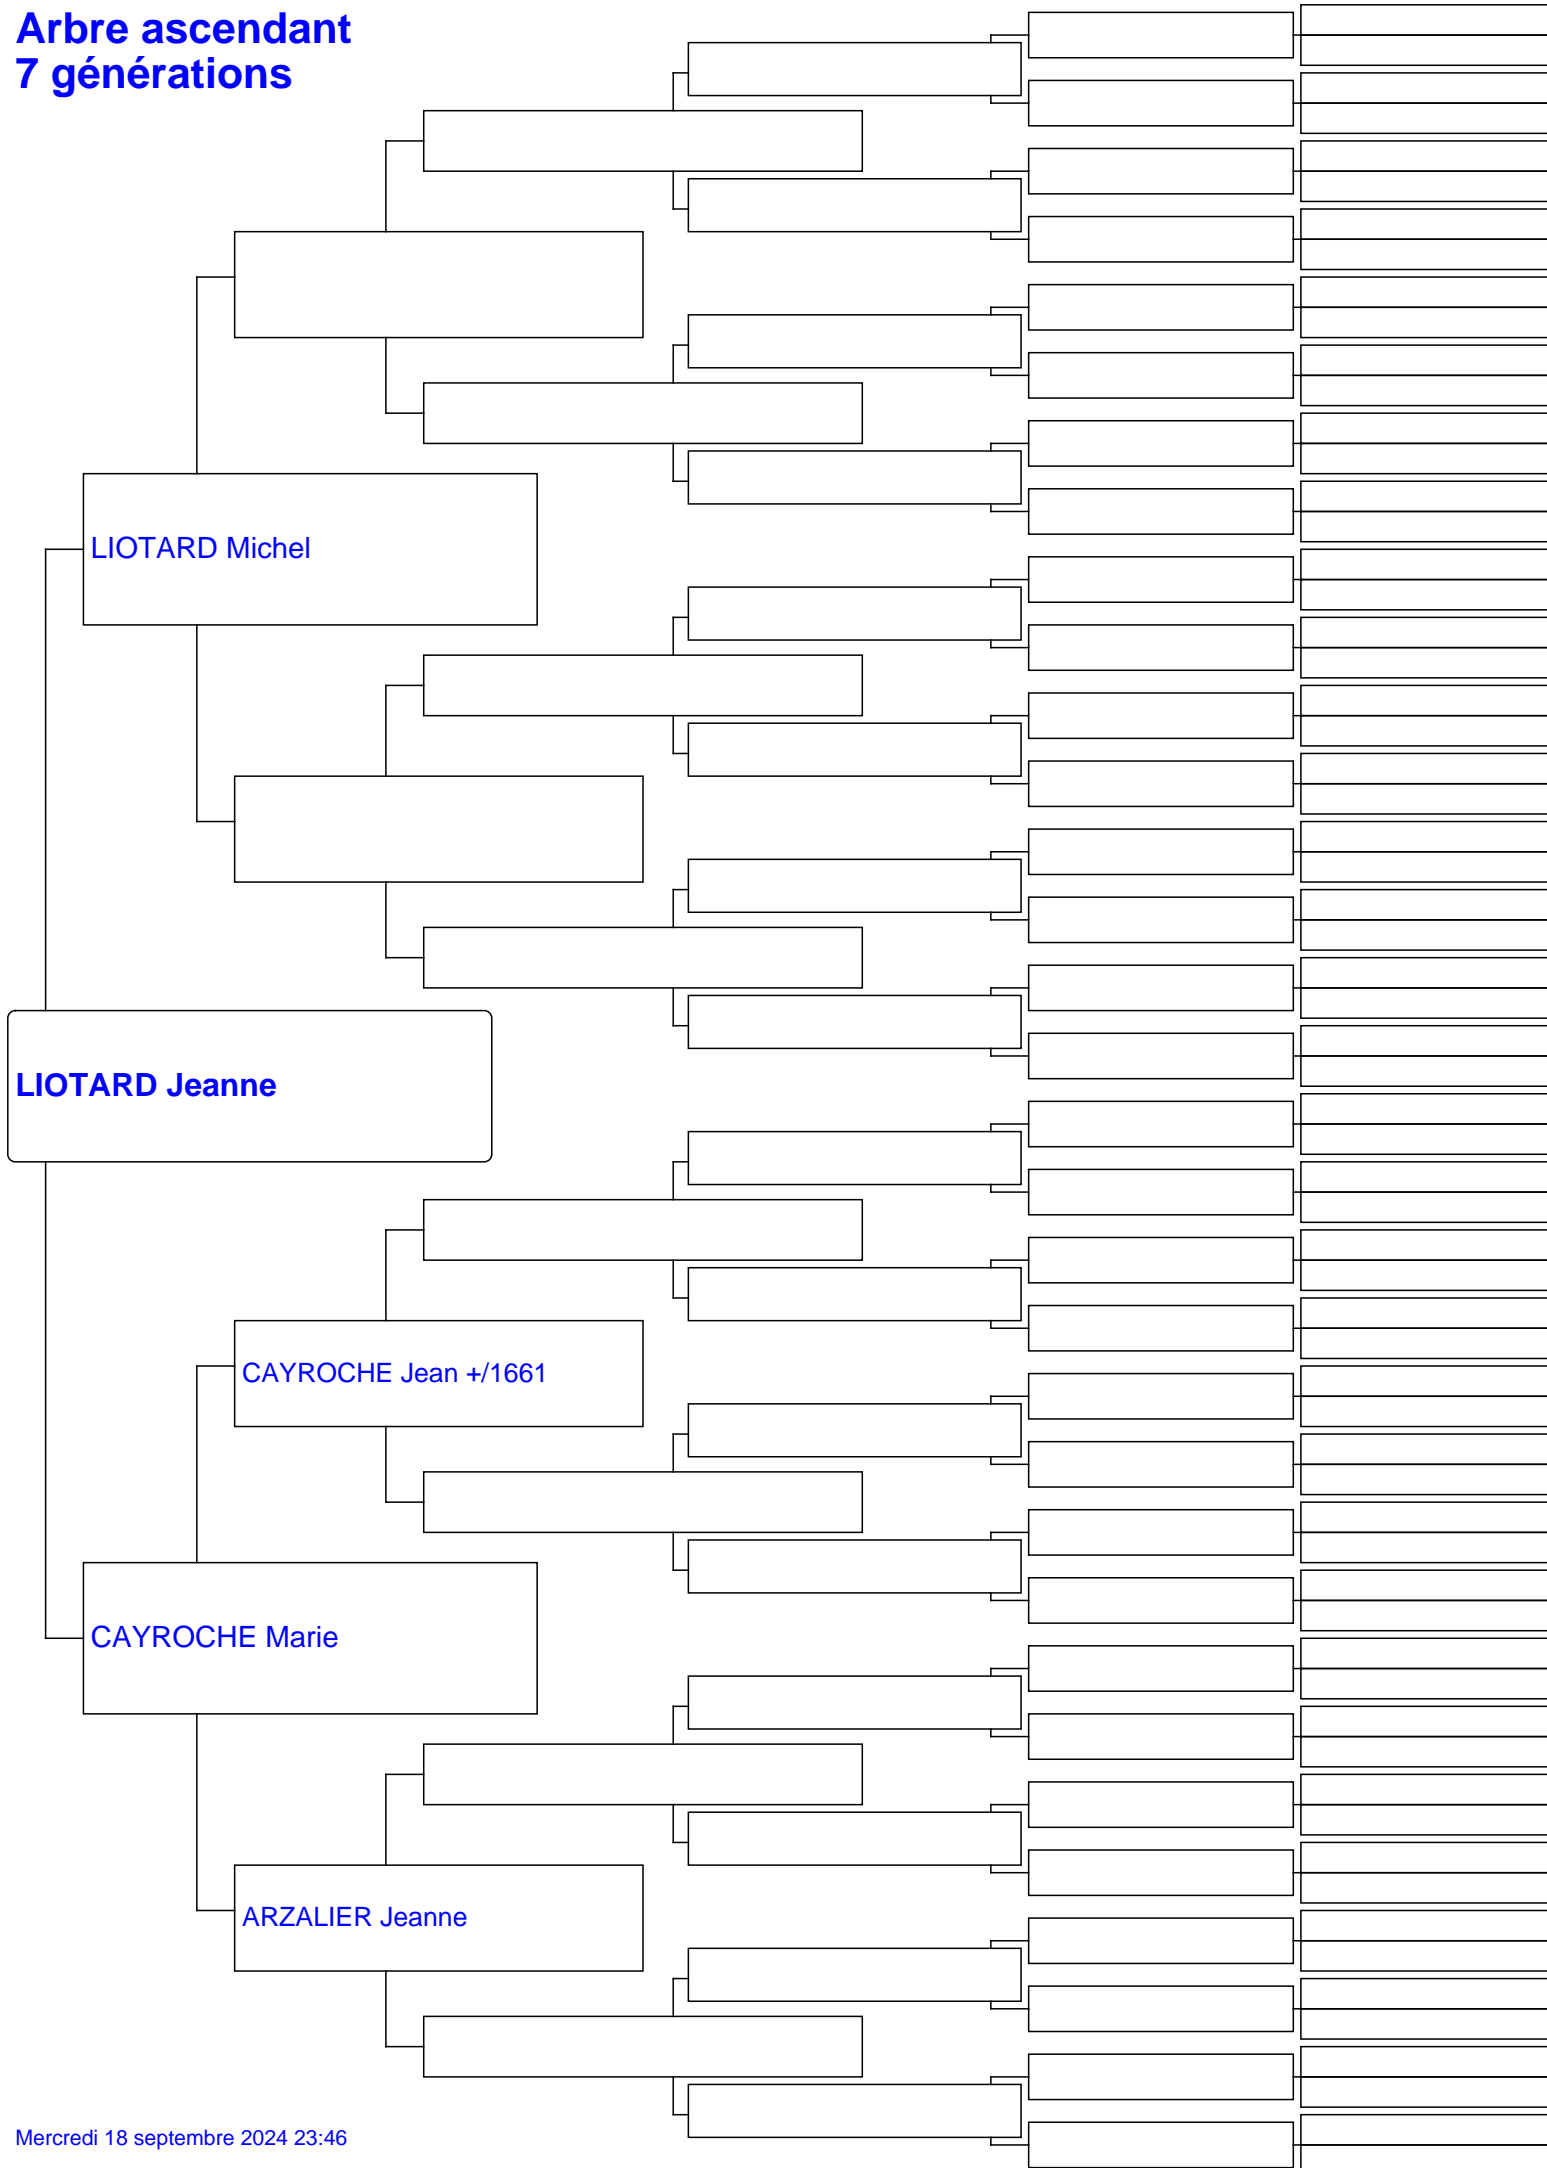 Arbre ascendant
7 générations
LIOTARD Michel
LIOTARD Jeanne
CAYROCHE Jean +/1661
CAYROCHE Marie
ARZALIER Jeanne
Mercredi 18 septembre 2024 23:46